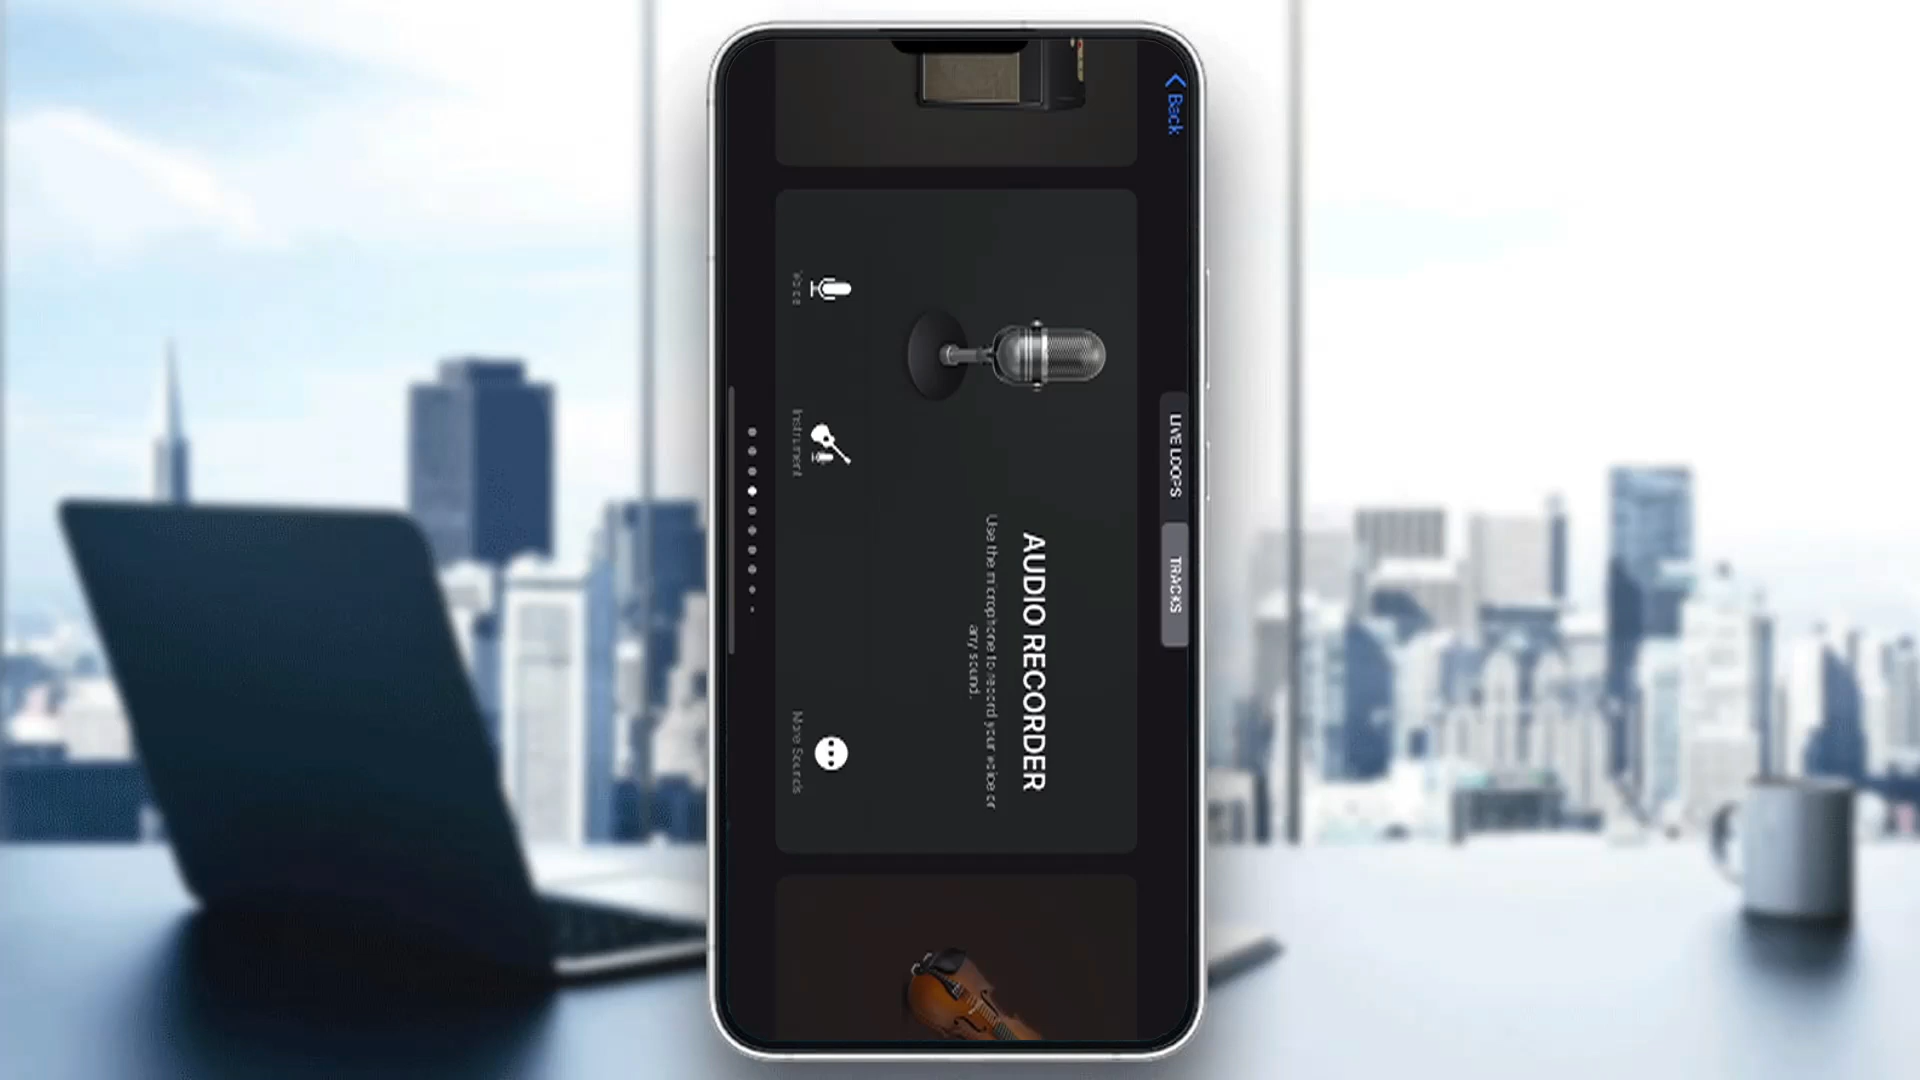 Back
LIVE LOOPS
TRACKS
AUDIO RECORDER
Use the microphone to record your voice or
any sound.
Voice
Instrument
More Sounds